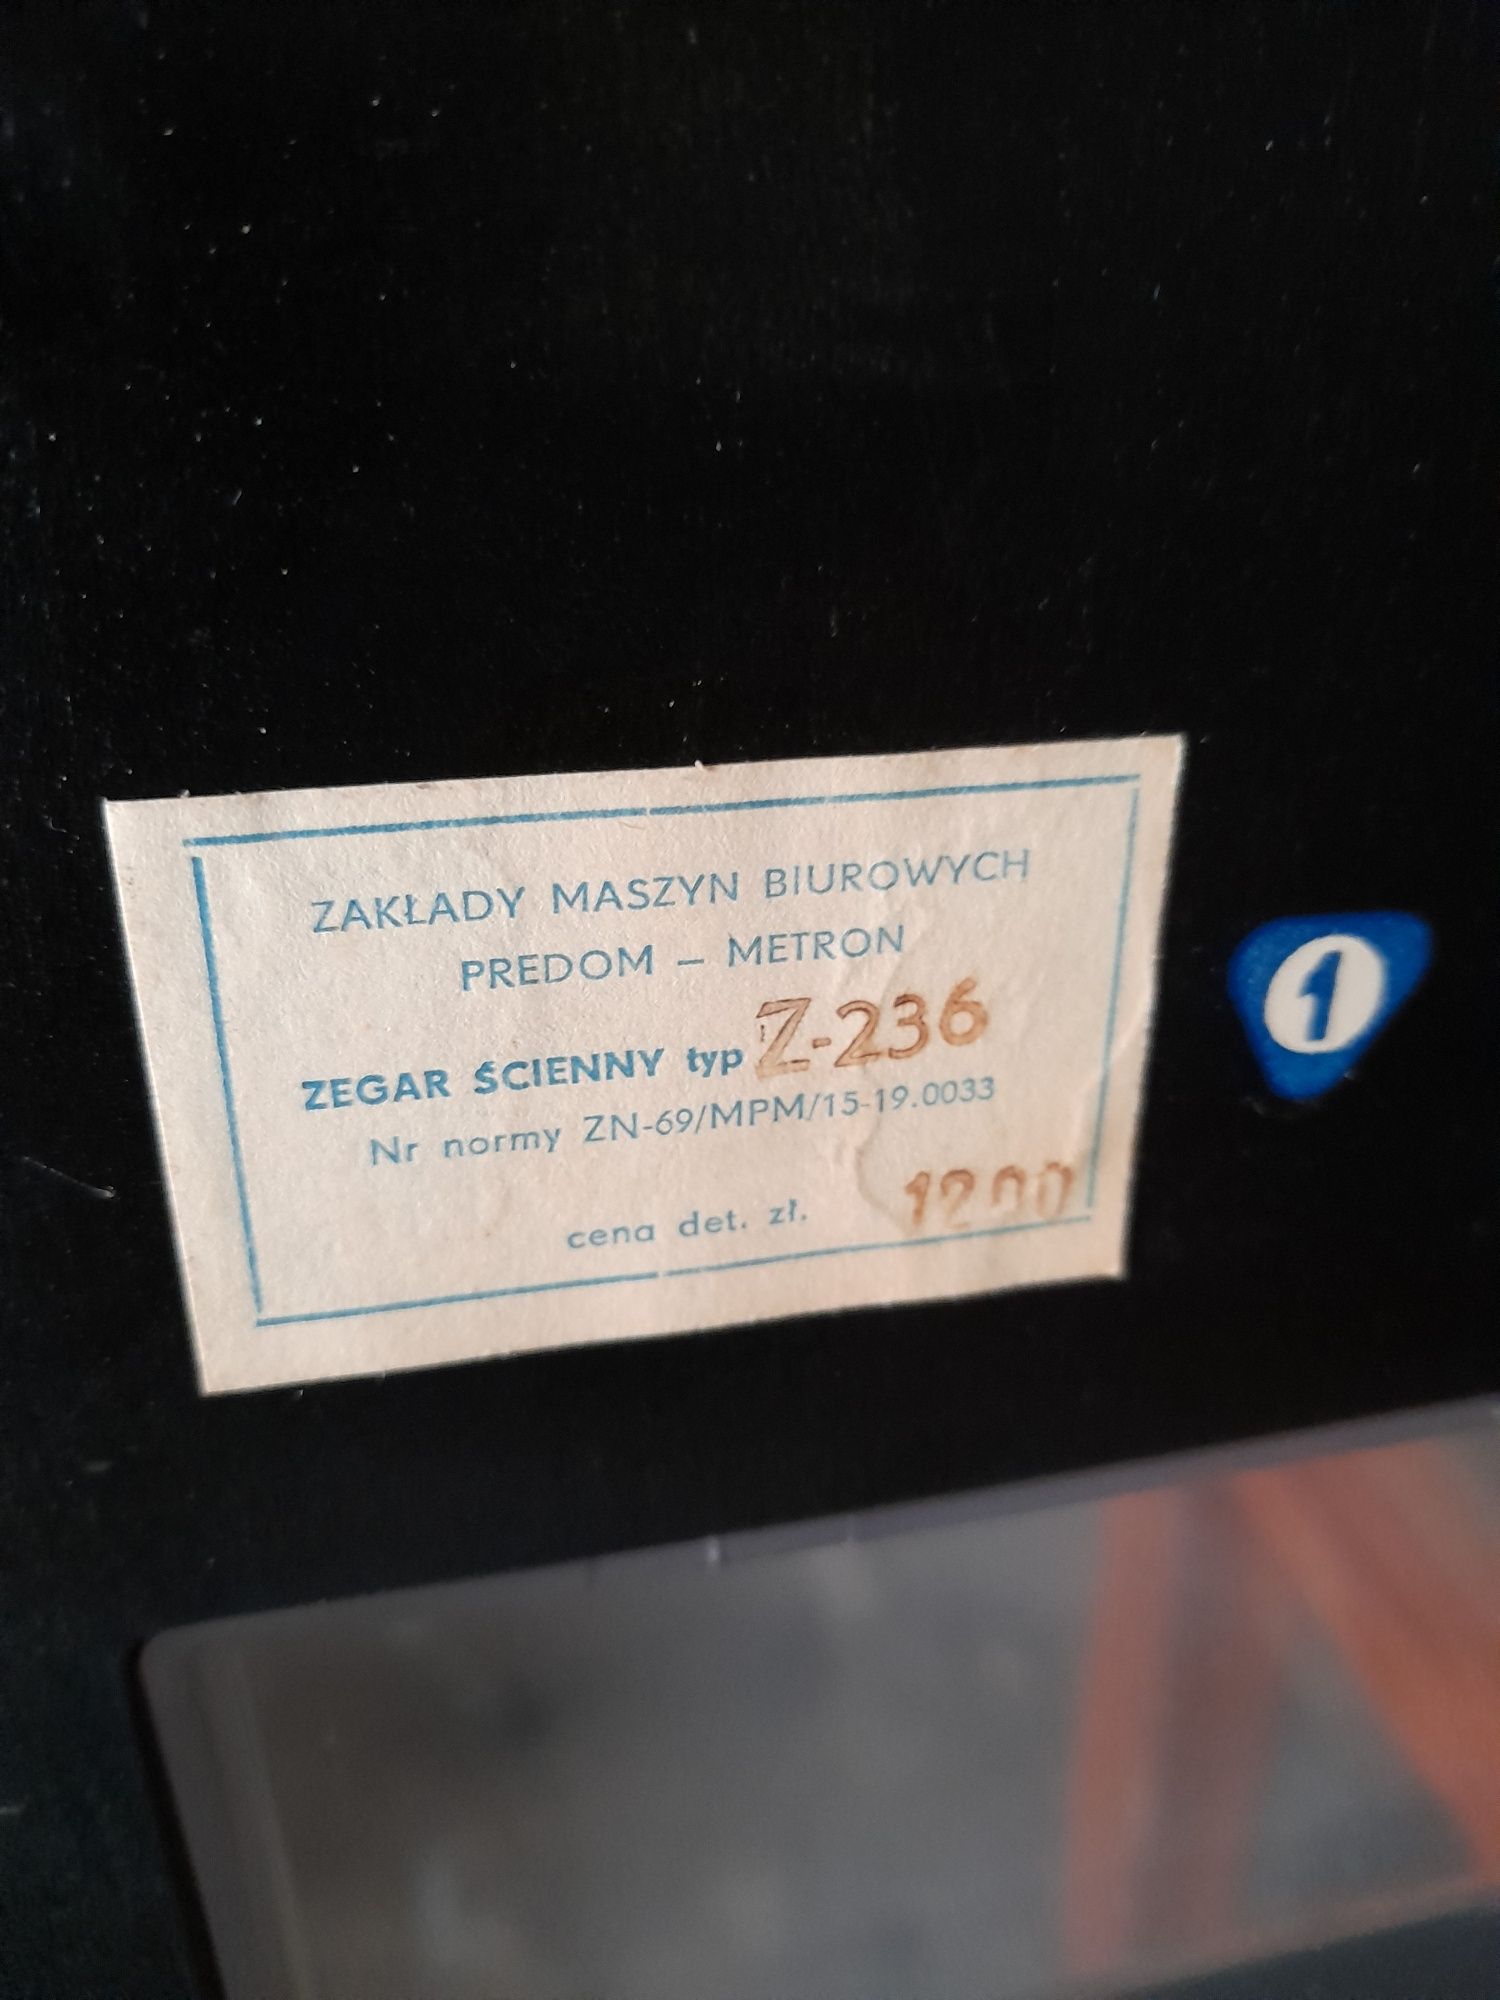 ZAKŁADY MASZYN BIUROWYCH
PREDOM – METRON
ZEGAR ŚCIENNY typ Z-236
Nr normy ZN-69/MPM/15-19.0033
cena det. zł. 1200
1